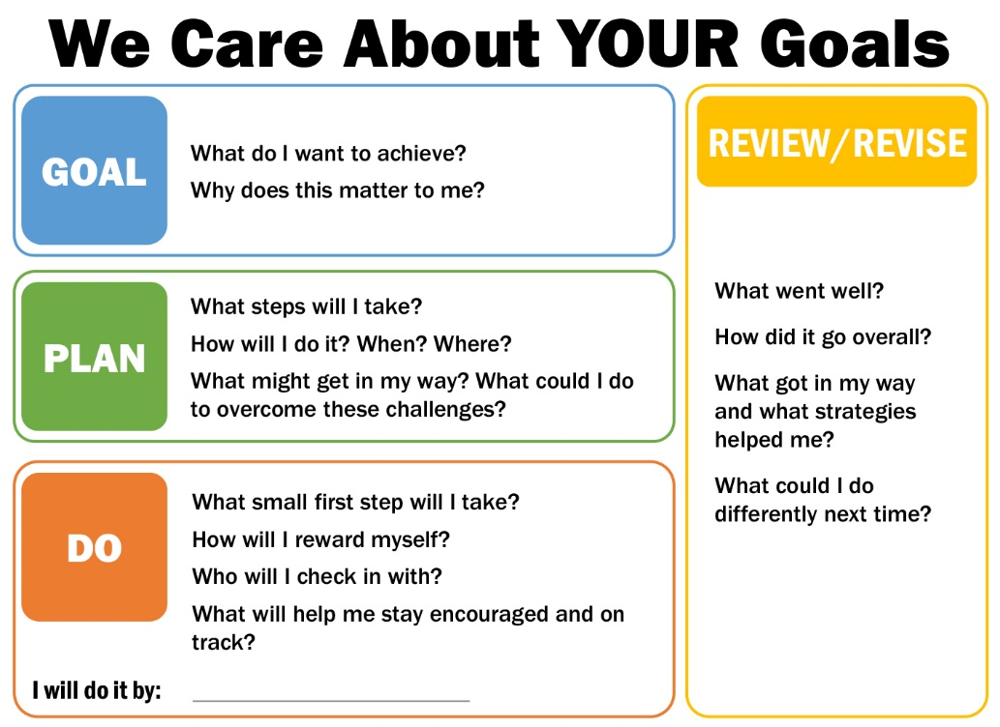 We Care About YOUR Goals
GOAL
What do I want to achieve?
Why does this matter to me?
PLAN
What steps will I take?
How will I do it? When? Where?
What might get in my way? What could I do
to overcome these challenges?
DO
What small first step will I take?
How will I reward myself?
Who will I check in with?
What will help me stay encouraged and on
track?
I will do it by:
REVIEW/REVISE
What went well?
How did it go overall?
What got in my way
and what strategies
helped me?
What could I do
differently next time?